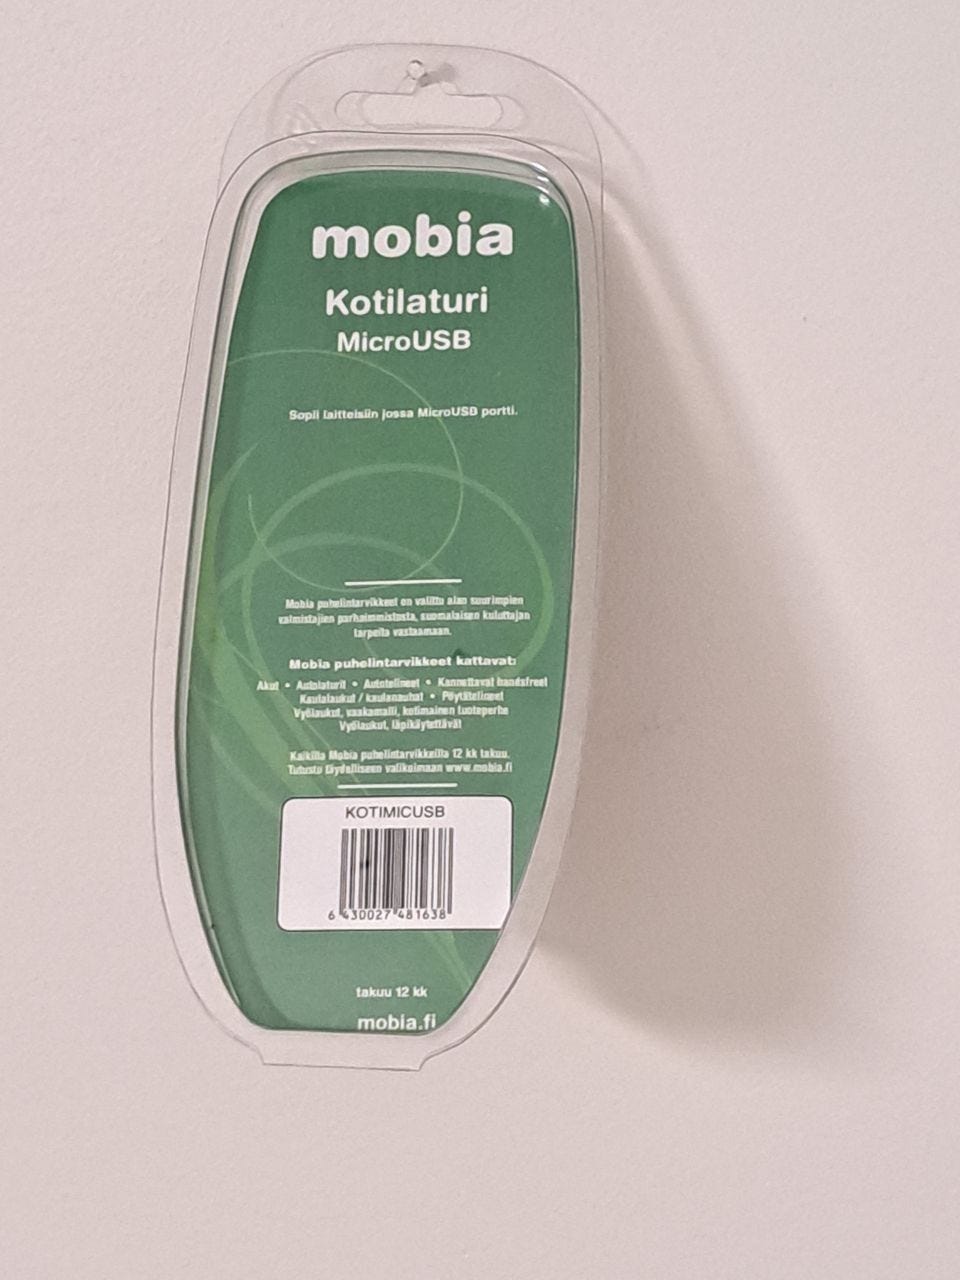 mobia
Kotilaturi
MicroUSB
Sopii laitteisiin jossa MicroUSB portti.
Mobia puhelintarvikkeet on valittu alan suurimpien
valmistajien parhaimmistosta, suomalaisen kuluttajan
tarpeita vastaamaan.
Mobia puhelintarvikkeet kattavat:
Akut • Autolaturit • Autotelineet • Kannettavat handsfreet
Kaulalaukut / kaulanauhat • Pöytätelineet
Vyölaukut, vaakamalli, kotimainen tuoteperhe
Vyölaukut, läpikäytettävät
Kaikilla Mobia puhelintarvikkeilla 12 kk takuu.
Tutustu täydelliseen valikoimaan www.mobia.fi
KOTIMICUSB
6 430027 481638
takuu 12 kk
mobia.fi